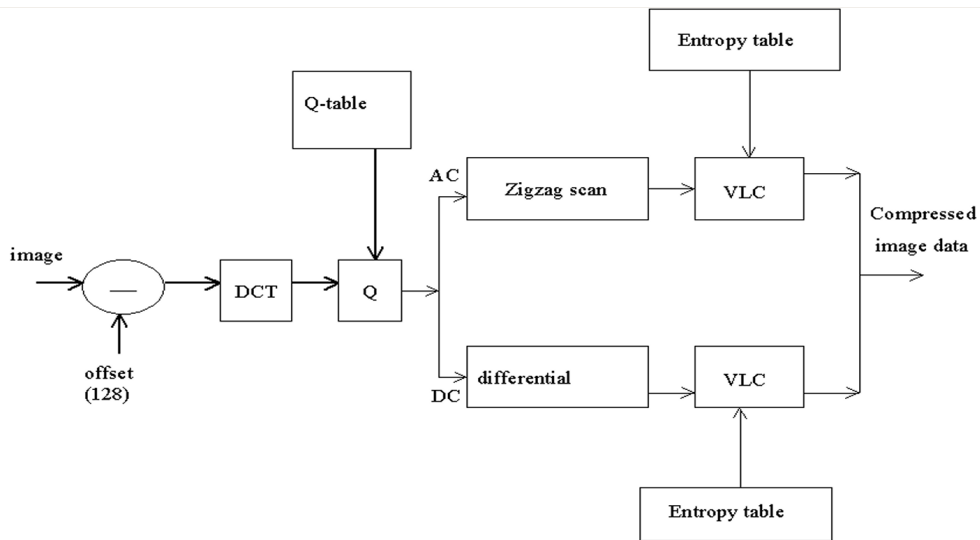 Entropy table
Q-table
AC
Zigzag scan
VLC
Compressed
image data
image
—
DCT
Q
offset
(128)
DC
differential
VLC
Entropy table